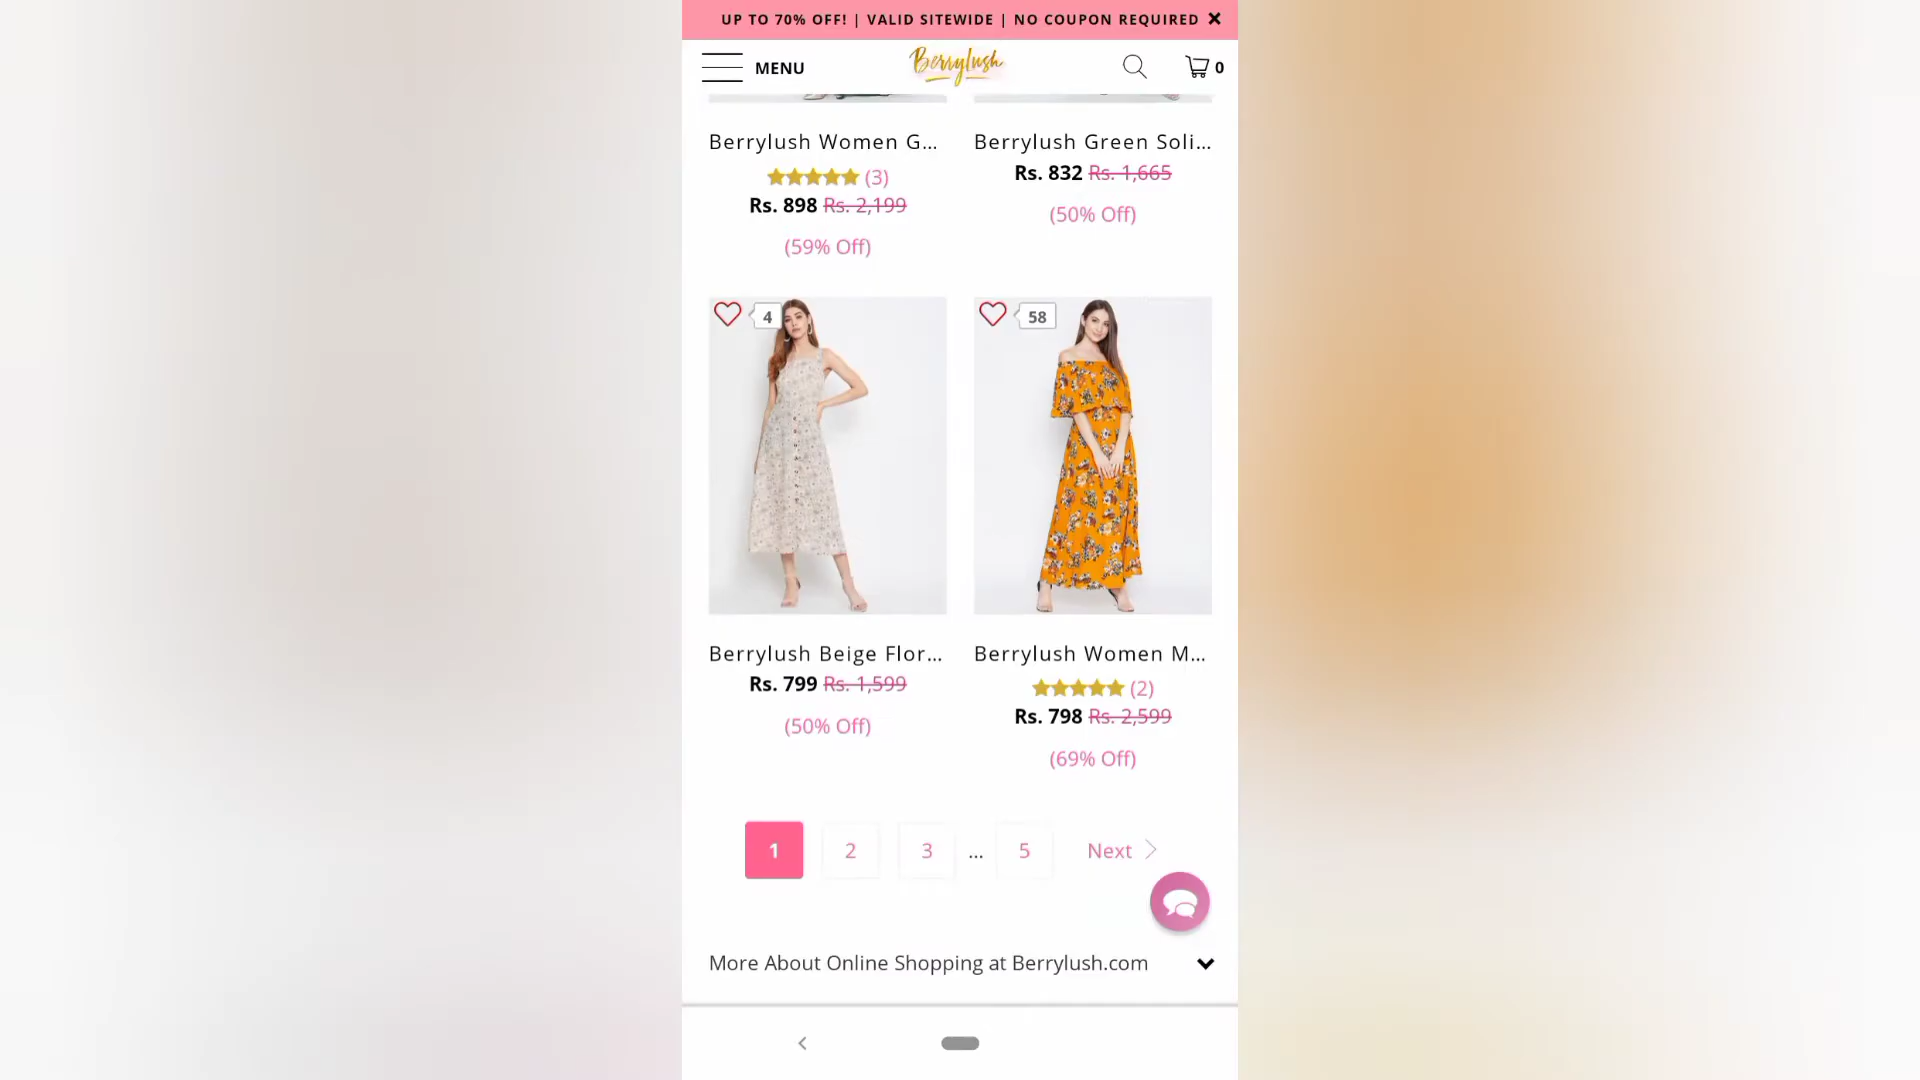 UP TO 70% OFF! | VALID SITEWIDE | NO COUPON REQUIRED ×
MENU
Berrylush
0
Berrylush Women G...
(3)
Rs. 898 Rs. 2,199
(59% Off)
Berrylush Green Soli...
Rs. 832 Rs. 1,665
(50% Off)
4
58
Berrylush Beige Flor...
Rs. 799 Rs. 1,599
(50% Off)
Berrylush Women M...
(2)
Rs. 798 Rs. 2,599
(69% Off)
1 2 3 ... 5 Next
More About Online Shopping at Berrylush.com